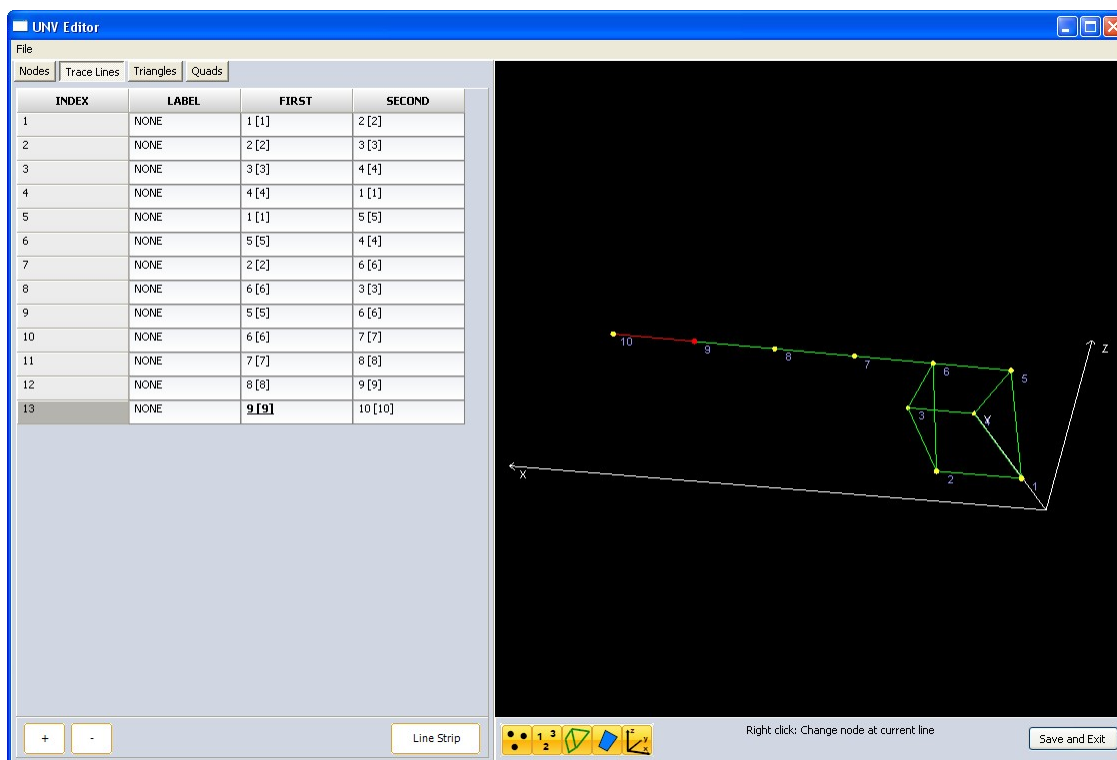 UNV Editor
File
Nodes Trace Lines Triangles Quads
INDEX LABEL FIRST SECOND
1 NONE 1 [1] 2 [2]
2 NONE 2 [2] 3 [3]
3 NONE 3 [3] 4 [4]
4 NONE 4 [4] 1 [1]
5 NONE 1 [1] 5 [5]
6 NONE 5 [5] 4 [4]
7 NONE 2 [2] 6 [6]
8 NONE 6 [6] 3 [3]
9 NONE 5 [5] 6 [6]
10 NONE 6 [6] 7 [7]
11 NONE 7 [7] 8 [8]
12 NONE 8 [8] 9 [9]
13 NONE 9 [9] 10 [10]
10 9 8 7 6 5 Z
3 Y
X 2 1
+ - Line Strip
1 3 2 z y x
Right click: Change node at current line
Save and Exit